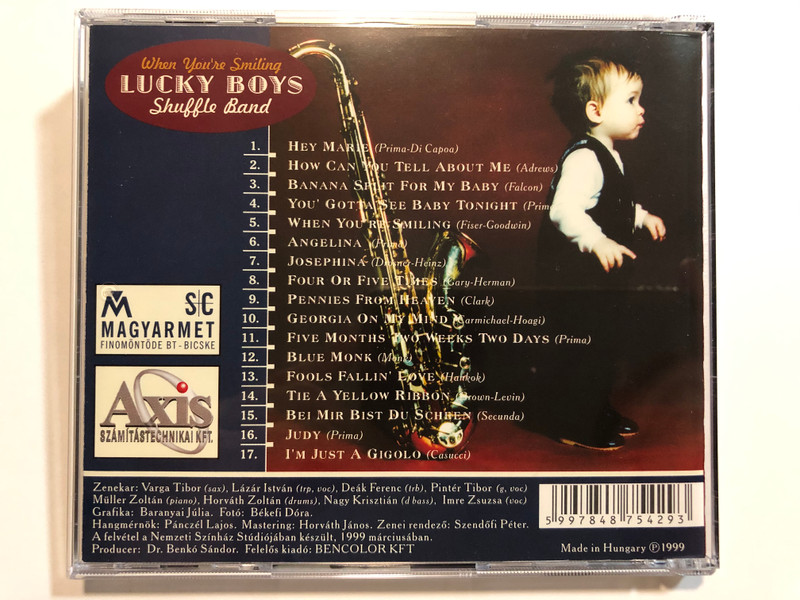 When You're Smiling
LUCKY BOYS
Shuffle Band
1. HEY MARIE (Prima-Di Capoa)
2. HOW CAN YOU TELL ABOUT ME (Adrews)
3. BANANA SPLIT FOR MY BABY (Falcon)
4. YOU' GOTTA SEE BABY TONIGHT (Prim
5. WHEN YOU'RE SMILING (Fiser-Goodwin)
6. ANGELINA (Prima)
7. JOSEPHINA
8. FOUR OR FIVE TIMES (Gary-Herman)
9. PENNIES FROM HEAVEN (Clark)
10. GEORGIA ON MY MIND (Carmichael-Hoagi)
11. FIVE MONTHS TWO WEEKS TWO DAYS (Prima)
12. BLUE MONK (Monk)
13. FOOLS FALLIN' LOVE (Hankok)
14. TIE A YELLOW RIBBON (Brown-Levin)
15. BEI MIR BIST DU SCHEEN (Secunda)
16. JUDY (Prima)
17. I'M JUST A GIGOLO (Casucci)
S|C
MAGYARMET
FINOMÖNTÖDE BT - BICSKE
Axis
SZÁMÍTÁSTECHNIKAI KFT.
Zenekar: Varga Tibor (sax), Lázár István (trp, voc), Deák Ferenc (trb), Pintér Tibor (g, voc)
Müller Zoltán (piano), Horváth Zoltán (drums), Nagy Krisztián (d bass), Imre Zsuzsa (voc)
Grafika: Baranyai Júlia. Fotó: Békefi Dóra.
Hangmérnök: Pánczél Lajos. Mastering: Horváth János. Zenei rendező: Szendőfi Péter.
A felvétel a Nemzeti Színház Stúdiójában készült, 1999 márciusában.
Producer: Dr. Benkó Sándor. Felelős kiadó: BENCOLOR KFT
5 997848 754293
Made in Hungary Ⓟ 1999